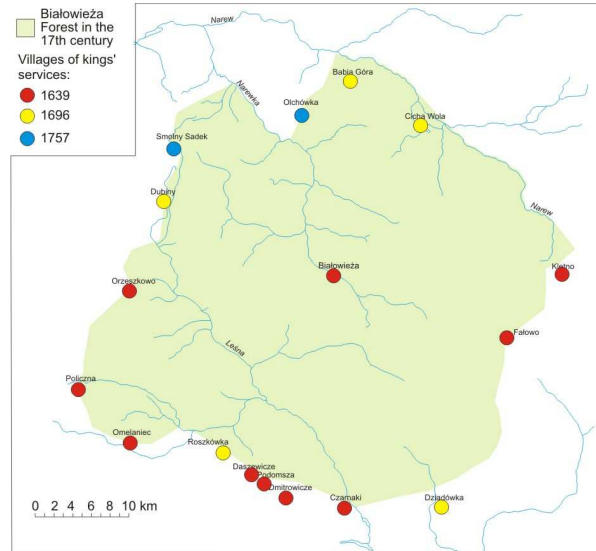 Białowieża
Forest in the
17th century
Villages of kings'
services:
1639
1696
1757
Narew
Narewka
Babia Góra
Olchówka
Cicha Wola
Smolny Sadek
Dubiny
Narew
Białowieża
Kletno
Orzeszkowo
Fałowo
Leśna
Policzna
Omelaniec
Roszkówka
Daszewicze
Podomsza
Dmitrowicze
Czarnaki
Dziadówka
0 2 4 6 8 10 km